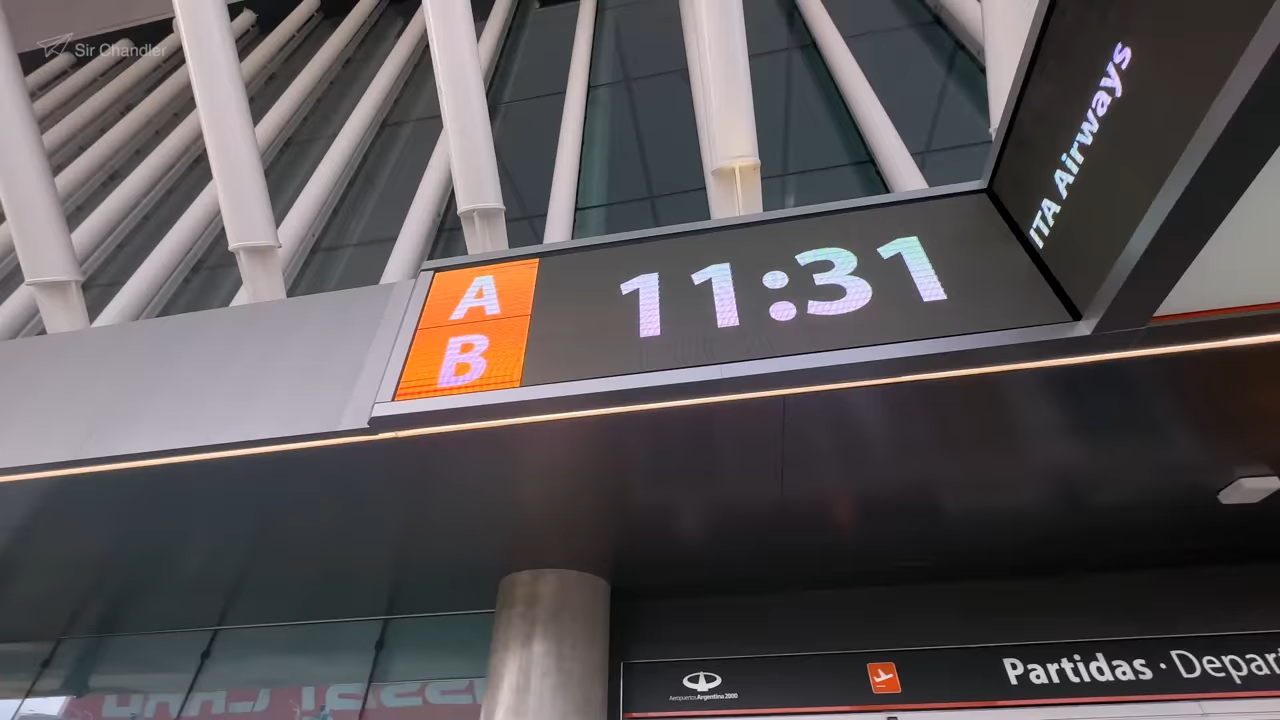 Sir Chandler
ITA Airways
A
B
11:31
Aeropuertos Argentina 2000
Partidas · Depar